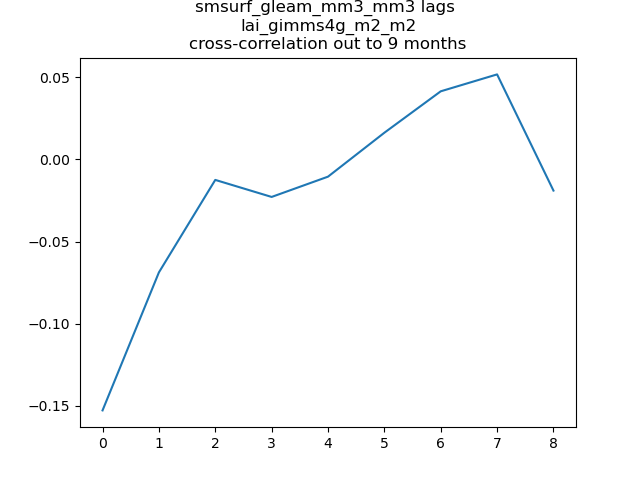 smsurf_gleam_mm3_mm3 lags
lai_gimms4g_m2_m2
cross-correlation out to 9 months
0.05
0.00
−0.05
−0.10
−0.15
0 1 2 3 4 5 6 7 8